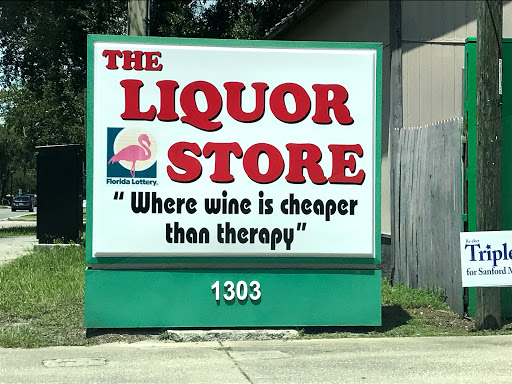 THE
LIQUOR
STORE
Florida Lottery
" Where wine is cheaper
than therapy"
1303
Triple
for Sanford M